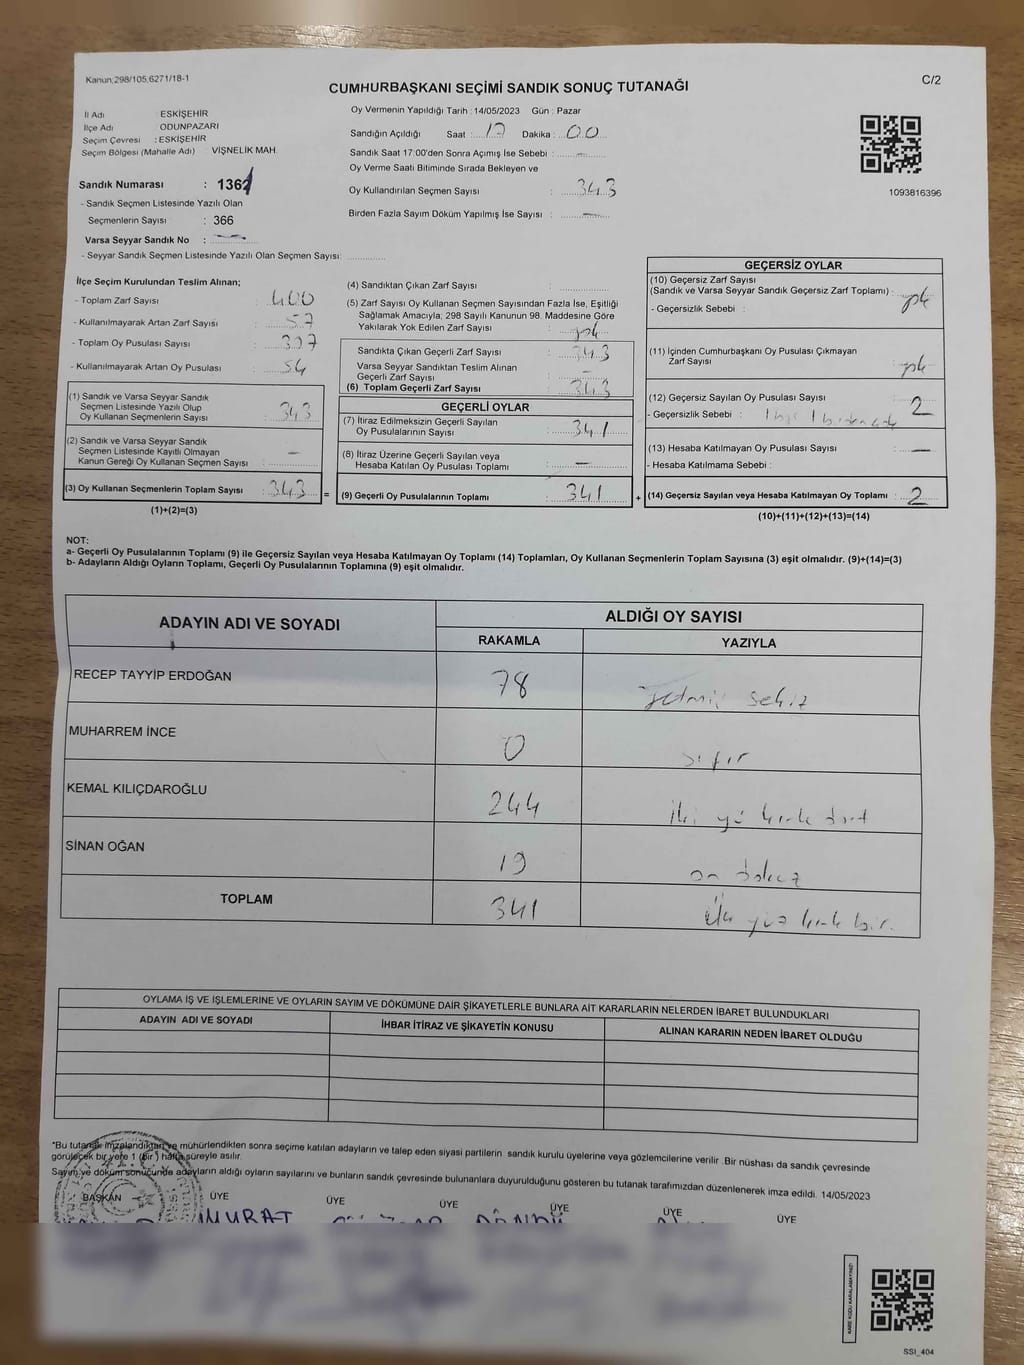 Kanun;298/105,6271/18-1
C/2
CUMHURBAŞKANI SEÇİMİ SANDIK SONUÇ TUTANAĞI
İl Adı : ESKİŞEHİR
İlçe Adı : ODUNPAZARI
Seçim Çevresi : ESKİŞEHİR
Seçim Bölgesi (Mahalle Adı) : VİŞNELİK MAH.
Sandık Numarası : 1361
- Sandık Seçmen Listesinde Yazılı Olan
Seçmenlerin Sayısı : 366
Varsa Seyyar Sandık No : —
- Seyyar Sandık Seçmen Listesinde Yazılı Olan Seçmen Sayısı:
Oy Vermenin Yapıldığı Tarih : 14/05/2023 Gün : Pazar
Sandığın Açıldığı Saat : 17 Dakika : 00
Sandık Saat 17:00'den Sonra Açımış İse Sebebi : —
Oy Verme Saati Bitiminde Sırada Bekleyen ve
Oy Kullandırılan Seçmen Sayısı : 343
Birden Fazla Sayım Döküm Yapılmış İse Sayısı : —
1093816396
İlçe Seçim Kurulundan Teslim Alınan;
- Toplam Zarf Sayısı : 400
- Kullanılmayarak Artan Zarf Sayısı : 57
- Toplam Oy Pusulası Sayısı : 397
- Kullanılmayarak Artan Oy Pusulası : 54
(1) Sandık ve Varsa Seyyar Sandık
Seçmen Listesinde Yazılı Olup
Oy Kullanan Seçmenlerin Sayısı : 343
(2) Sandık ve Varsa Seyyar Sandık
Seçmen Listesinde Kayıtlı Olmayan
Kanun Gereği Oy Kullanan Seçmen Sayısı : —
(3) Oy Kullanan Seçmenlerin Toplam Sayısı : 343
(1)+(2)=(3)
=
(4) Sandıktan Çıkan Zarf Sayısı :
(5) Zarf Sayısı Oy Kullanan Seçmen Sayısından Fazla İse, Eşitliği
Sağlamak Amacıyla; 298 Sayılı Kanunun 98. Maddesine Göre
Yakılarak Yok Edilen Zarf Sayısı : yok
Sandıkta Çıkan Geçerli Zarf Sayısı : 343
Varsa Seyyar Sandıktan Teslim Alınan
Geçerli Zarf Sayısı : —
(6) Toplam Geçerli Zarf Sayısı : 343
GEÇERLİ OYLAR
(7) İtiraz Edilmeksizin Geçerli Sayılan
Oy Pusulalarının Sayısı : 341
(8) İtiraz Üzerine Geçerli Sayılan veya
Hesaba Katılan Oy Pusulası Toplamı : —
(9) Geçerli Oy Pusulalarının Toplamı : 341
+
GEÇERSİZ OYLAR
(10) Geçersiz Zarf Sayısı
(Sandık ve Varsa Seyyar Sandık Geçersiz Zarf Toplamı) : yok
- Geçersizlik Sebebi :
(11) İçinden Cumhurbaşkanı Oy Pusulası Çıkmayan
Zarf Sayısı : yok
(12) Geçersiz Sayılan Oy Pusulası Sayısı : 2
- Geçersizlik Sebebi :
(13) Hesaba Katılmayan Oy Pusulası Sayısı : —
- Hesaba Katılmama Sebebi :
(14) Geçersiz Sayılan veya Hesaba Katılmayan Oy Toplamı : 2
(10)+(11)+(12)+(13)=(14)
NOT:
a- Geçerli Oy Pusulalarının Toplamı (9) ile Geçersiz Sayılan veya Hesaba Katılmayan Oy Toplamı (14) Toplamları, Oy Kullanan Seçmenlerin Toplam Sayısına (3) eşit olmalıdır. (9)+(14)=(3)
b- Adayların Aldığı Oyların Toplamı, Geçerli Oy Pusulalarının Toplamına (9) eşit olmalıdır.
ADAYIN ADI VE SOYADI ALDIĞI OY SAYISI
RAKAMLA YAZIYLA
RECEP TAYYİP ERDOĞAN 78 yetmiş sekiz
MUHARREM İNCE 0 sıfır
KEMAL KILIÇDAROĞLU 244 iki yü kırk dört
SİNAN OĞAN 19 on dokuz
TOPLAM 341 üç yüz kırk bir.
OYLAMA İŞ VE İŞLEMLERİNE VE OYLARIN SAYIM VE DÖKÜMÜNE DAİR ŞİKAYETLERLE BUNLARA AİT KARARLARIN NELERDEN İBARET BULUNDUKLARI
ADAYIN ADI VE SOYADI İHBAR İTİRAZ VE ŞİKAYETİN KONUSU ALINAN KARARIN NEDEN İBARET OLDUĞU
*Bu tutanak imzalandıktan ve mühürlendikten sonra seçime katılan adayların ve talep eden siyasi partilerin sandık kurulu üyelerine veya gözlemcilerine verilir .Bir nüshası da sandık çevresinde
görülecek bir yere 1 (bir ) hafta süreyle asılır.
Sayım ve döküm sonucunda adayların aldığı oyların sayılarını ve bunların sandık çevresinde bulunanlara duyurulduğunu gösteren bu tutanak tarafımızdan düzenlenerek imza edildi. 14/05/2023
BAŞKAN ÜYE ÜYE ÜYE ÜYE ÜYE ÜYE
MURAT
KARE KODU KARALAMAYINIZ!
SSİ_404